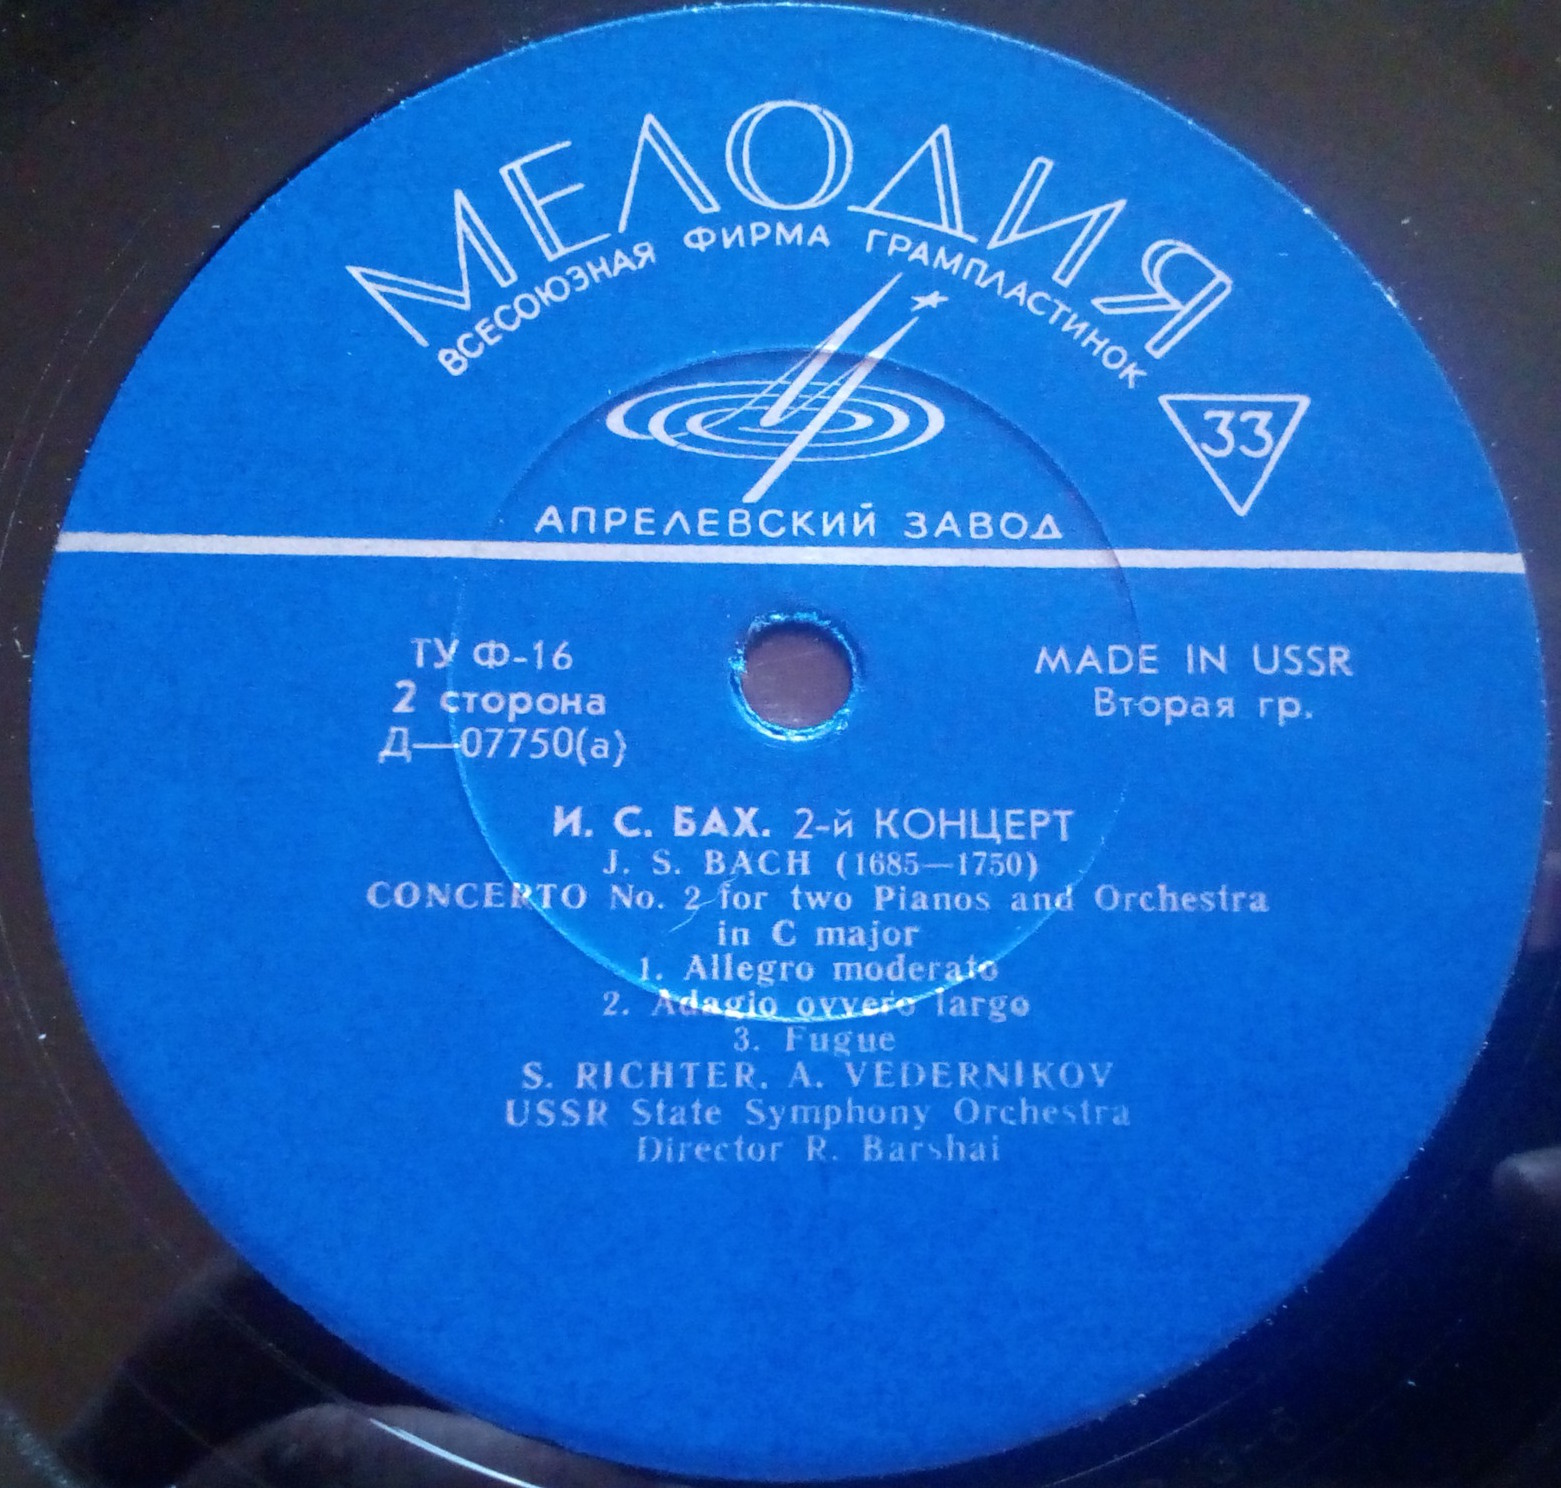 МЕЛОДИЯ
ВСЕСОЮЗНАЯ ФИРМА ГРАМПЛАСТИНОК
33
АПРЕЛЕВСКИЙ ЗАВОД
ТУ Ф-16
2 сторона
Д—07750(а)
MADE IN USSR
Вторая гр.
И. С. БАХ. 2-й КОНЦЕРТ
J. S. BACH (1685—1750)
CONCERTO No. 2 for two Pianos and Orchestra
in C major
1. Allegro moderato
2. Adagio ovvero largo
3. Fugue
S. RICHTER. A. VEDERNIKOV
USSR State Symphony Orchestra
Director R. Barshai